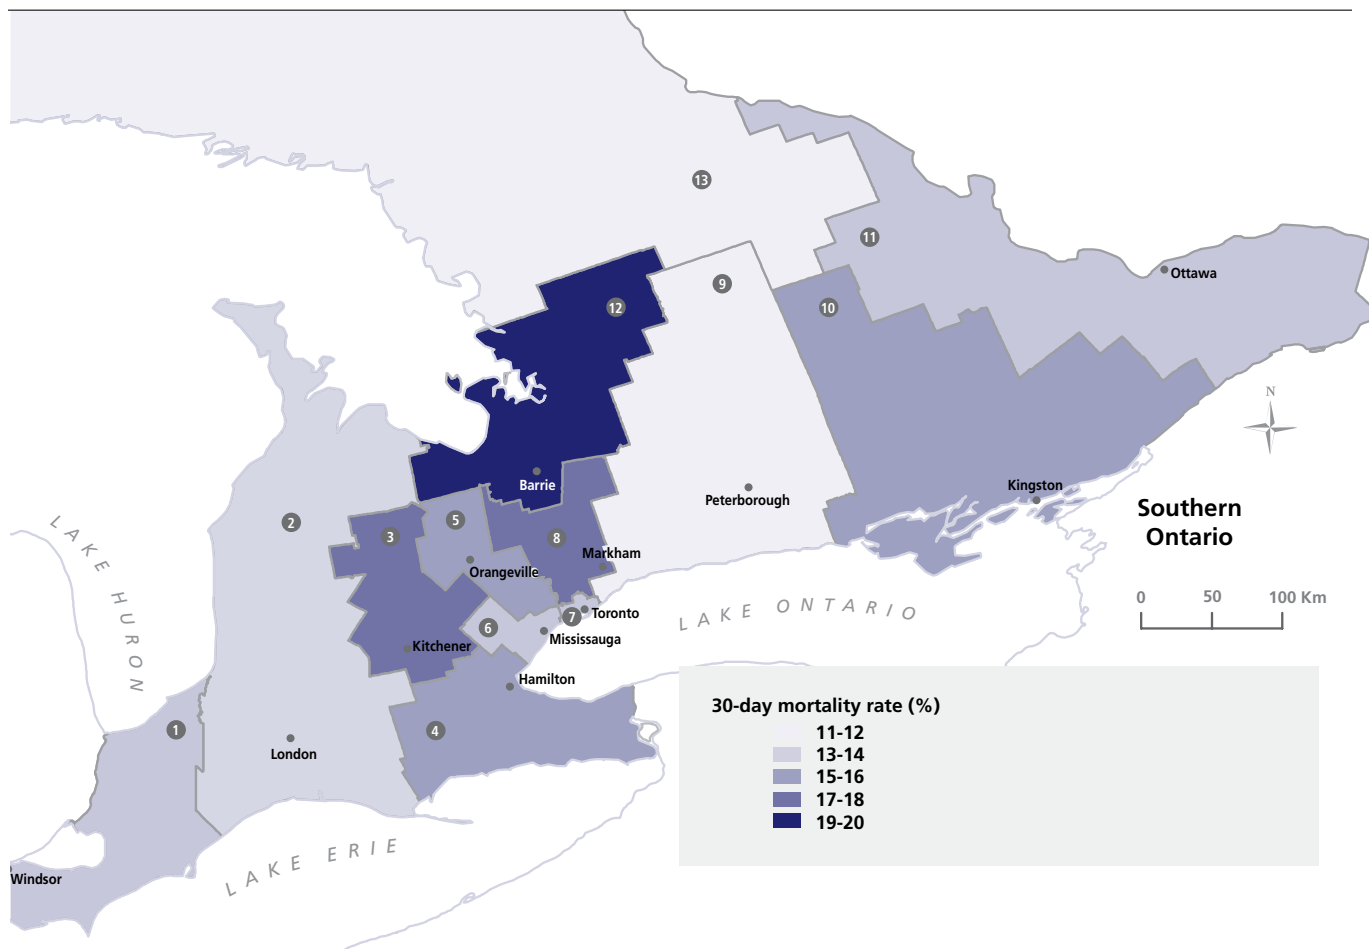 13
11
Ottawa
9
12
10
N
Barrie
Kingston
Peterborough
Southern
Ontario
2
5
3
8
Markham
Orangeville
LAKE HURON
0 50 100 Km
7
Toronto
LAKE ONTARIO
6
Mississauga
Kitchener
Hamilton
1
4
London
30-day mortality rate (%)
11-12
13-14
15-16
17-18
19-20
LAKE ERIE
Windsor